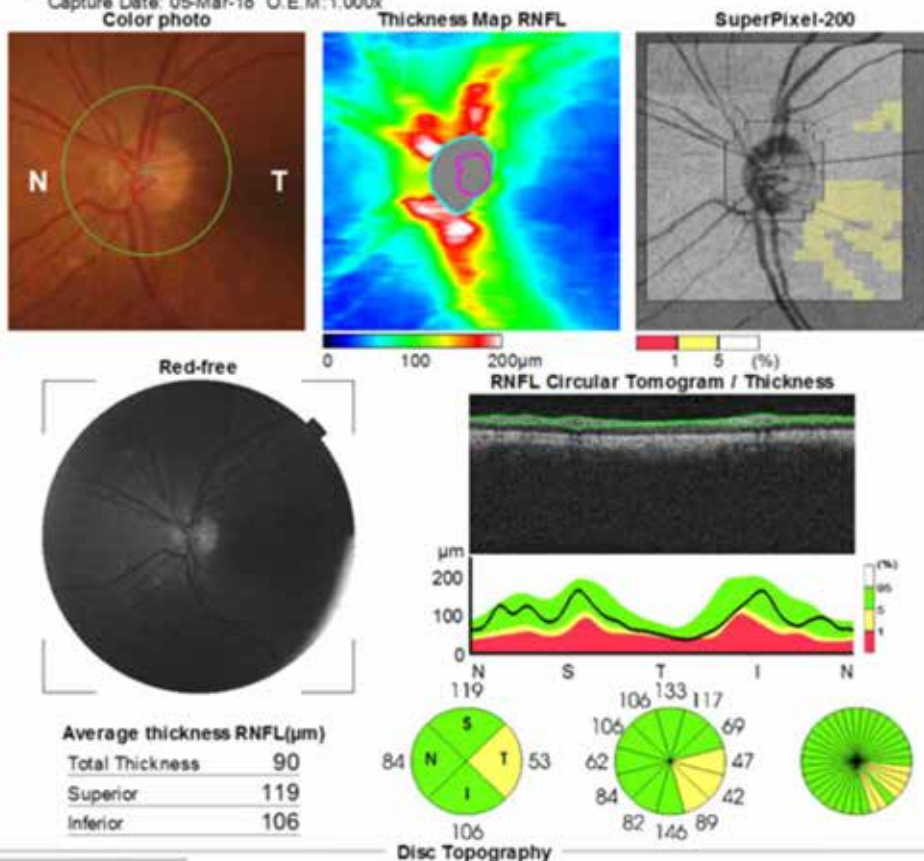 Capture Date: 05-Mar-18 O.E.M:1.000x
Color photo
Thickness Map RNFL
SuperPixel-200
N
T
0 100 200µm
1 5 (%)
Red-free
RNFL Circular Tomogram / Thickness
µm
200
100
0
N S T I N
(%)
95
5
1
Average thickness RNFL(µm)
Total Thickness 90
Superior 119
Inferior 106
119
S
84 N T 53
I
106
106 133 117
106 69
62 47
84 42
82 146 89
Disc Topography